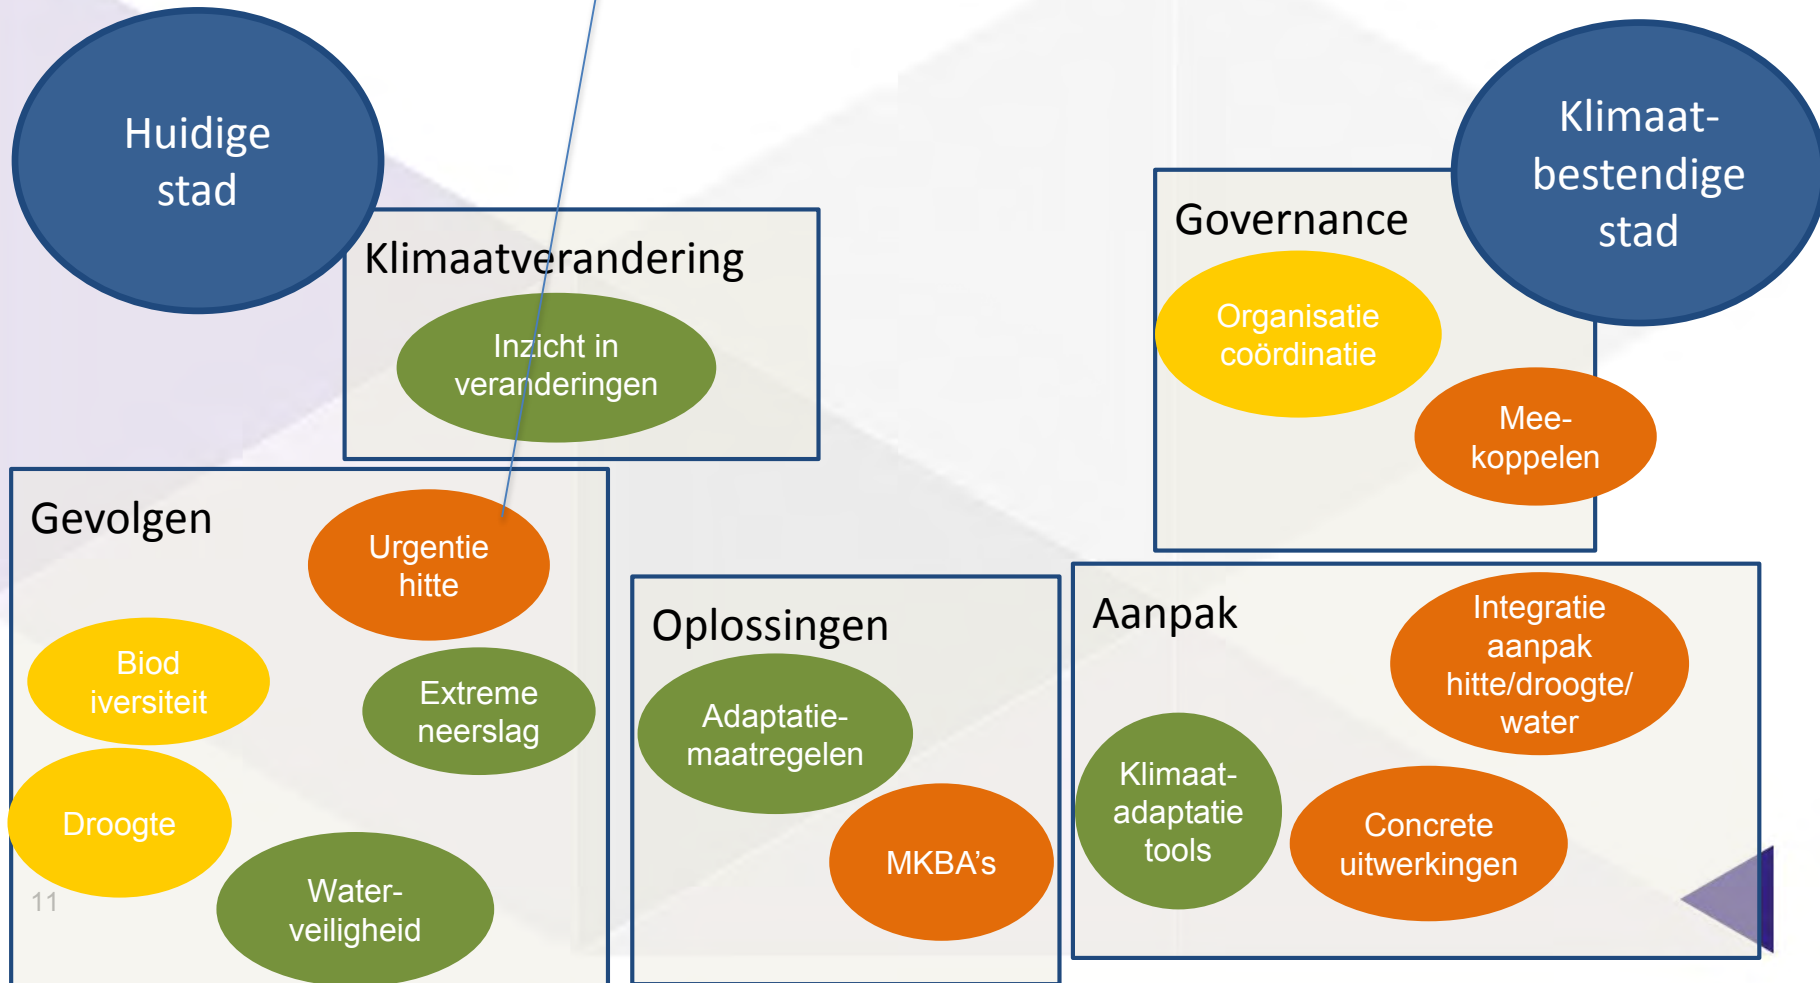 Huidige
stad
Klimaat-
bestendige
stad
Klimaatverandering
Inzicht in
veranderingen
Governance
Organisatie
coördinatie
Mee-
koppelen
Gevolgen
Urgentie
hitte
Biod
iversiteit
Extreme
neerslag
Droogte
Water-
veiligheid
Oplossingen
Adaptatie-
maatregelen
MKBA's
Aanpak
Integratie
aanpak
hitte/droogte/
water
Klimaat-
adaptatie
tools
Concrete
uitwerkingen
11